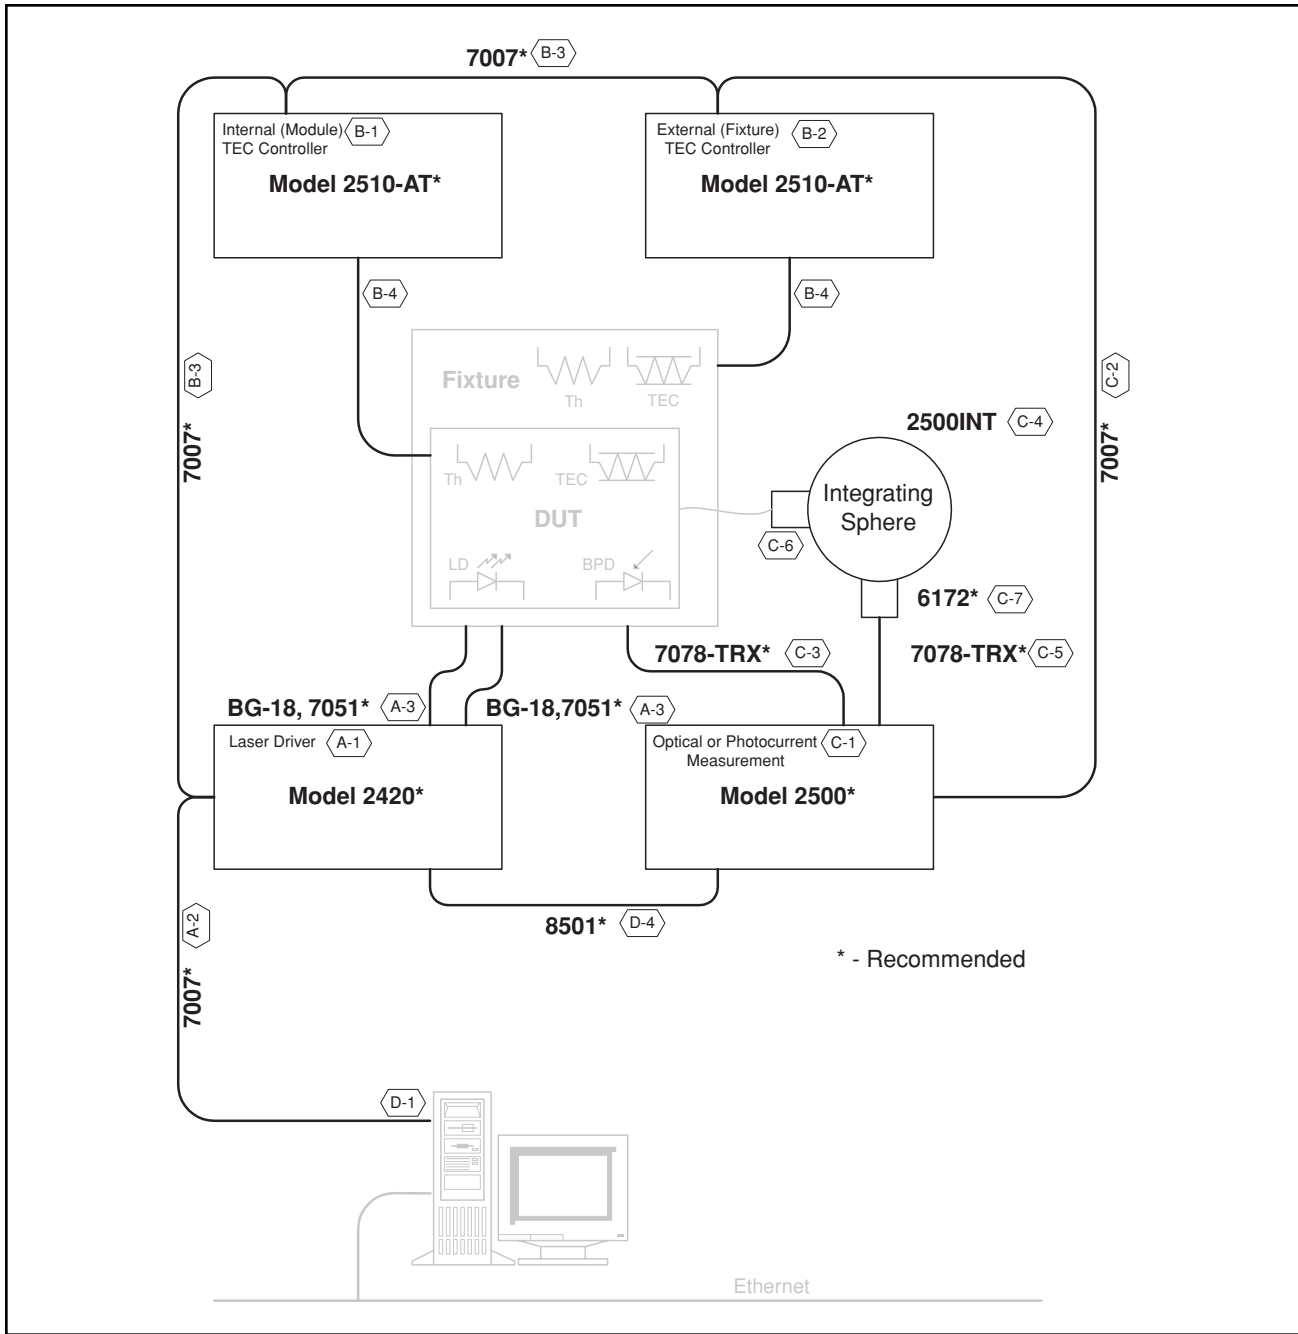 7007* B-3
Internal (Module) B-1
TEC Controller
Model 2510-AT*
External (Fixture) B-2
TEC Controller
Model 2510-AT*
B-4
B-4
B-3
7007*
C-2
7007*
Fixture
Th
TEC
Th
TEC
DUT
LD
BPD
2500INT C-4
Integrating
Sphere
C-6
6172* C-7
7078-TRX* C-3
7078-TRX* C-5
BG-18, 7051* A-3
BG-18,7051* A-3
Laser Driver A-1
Model 2420*
Optical or Photocurrent C-1
Measurement
Model 2500*
8501* D-4
A-2
7007*
* - Recommended
D-1
Ethernet